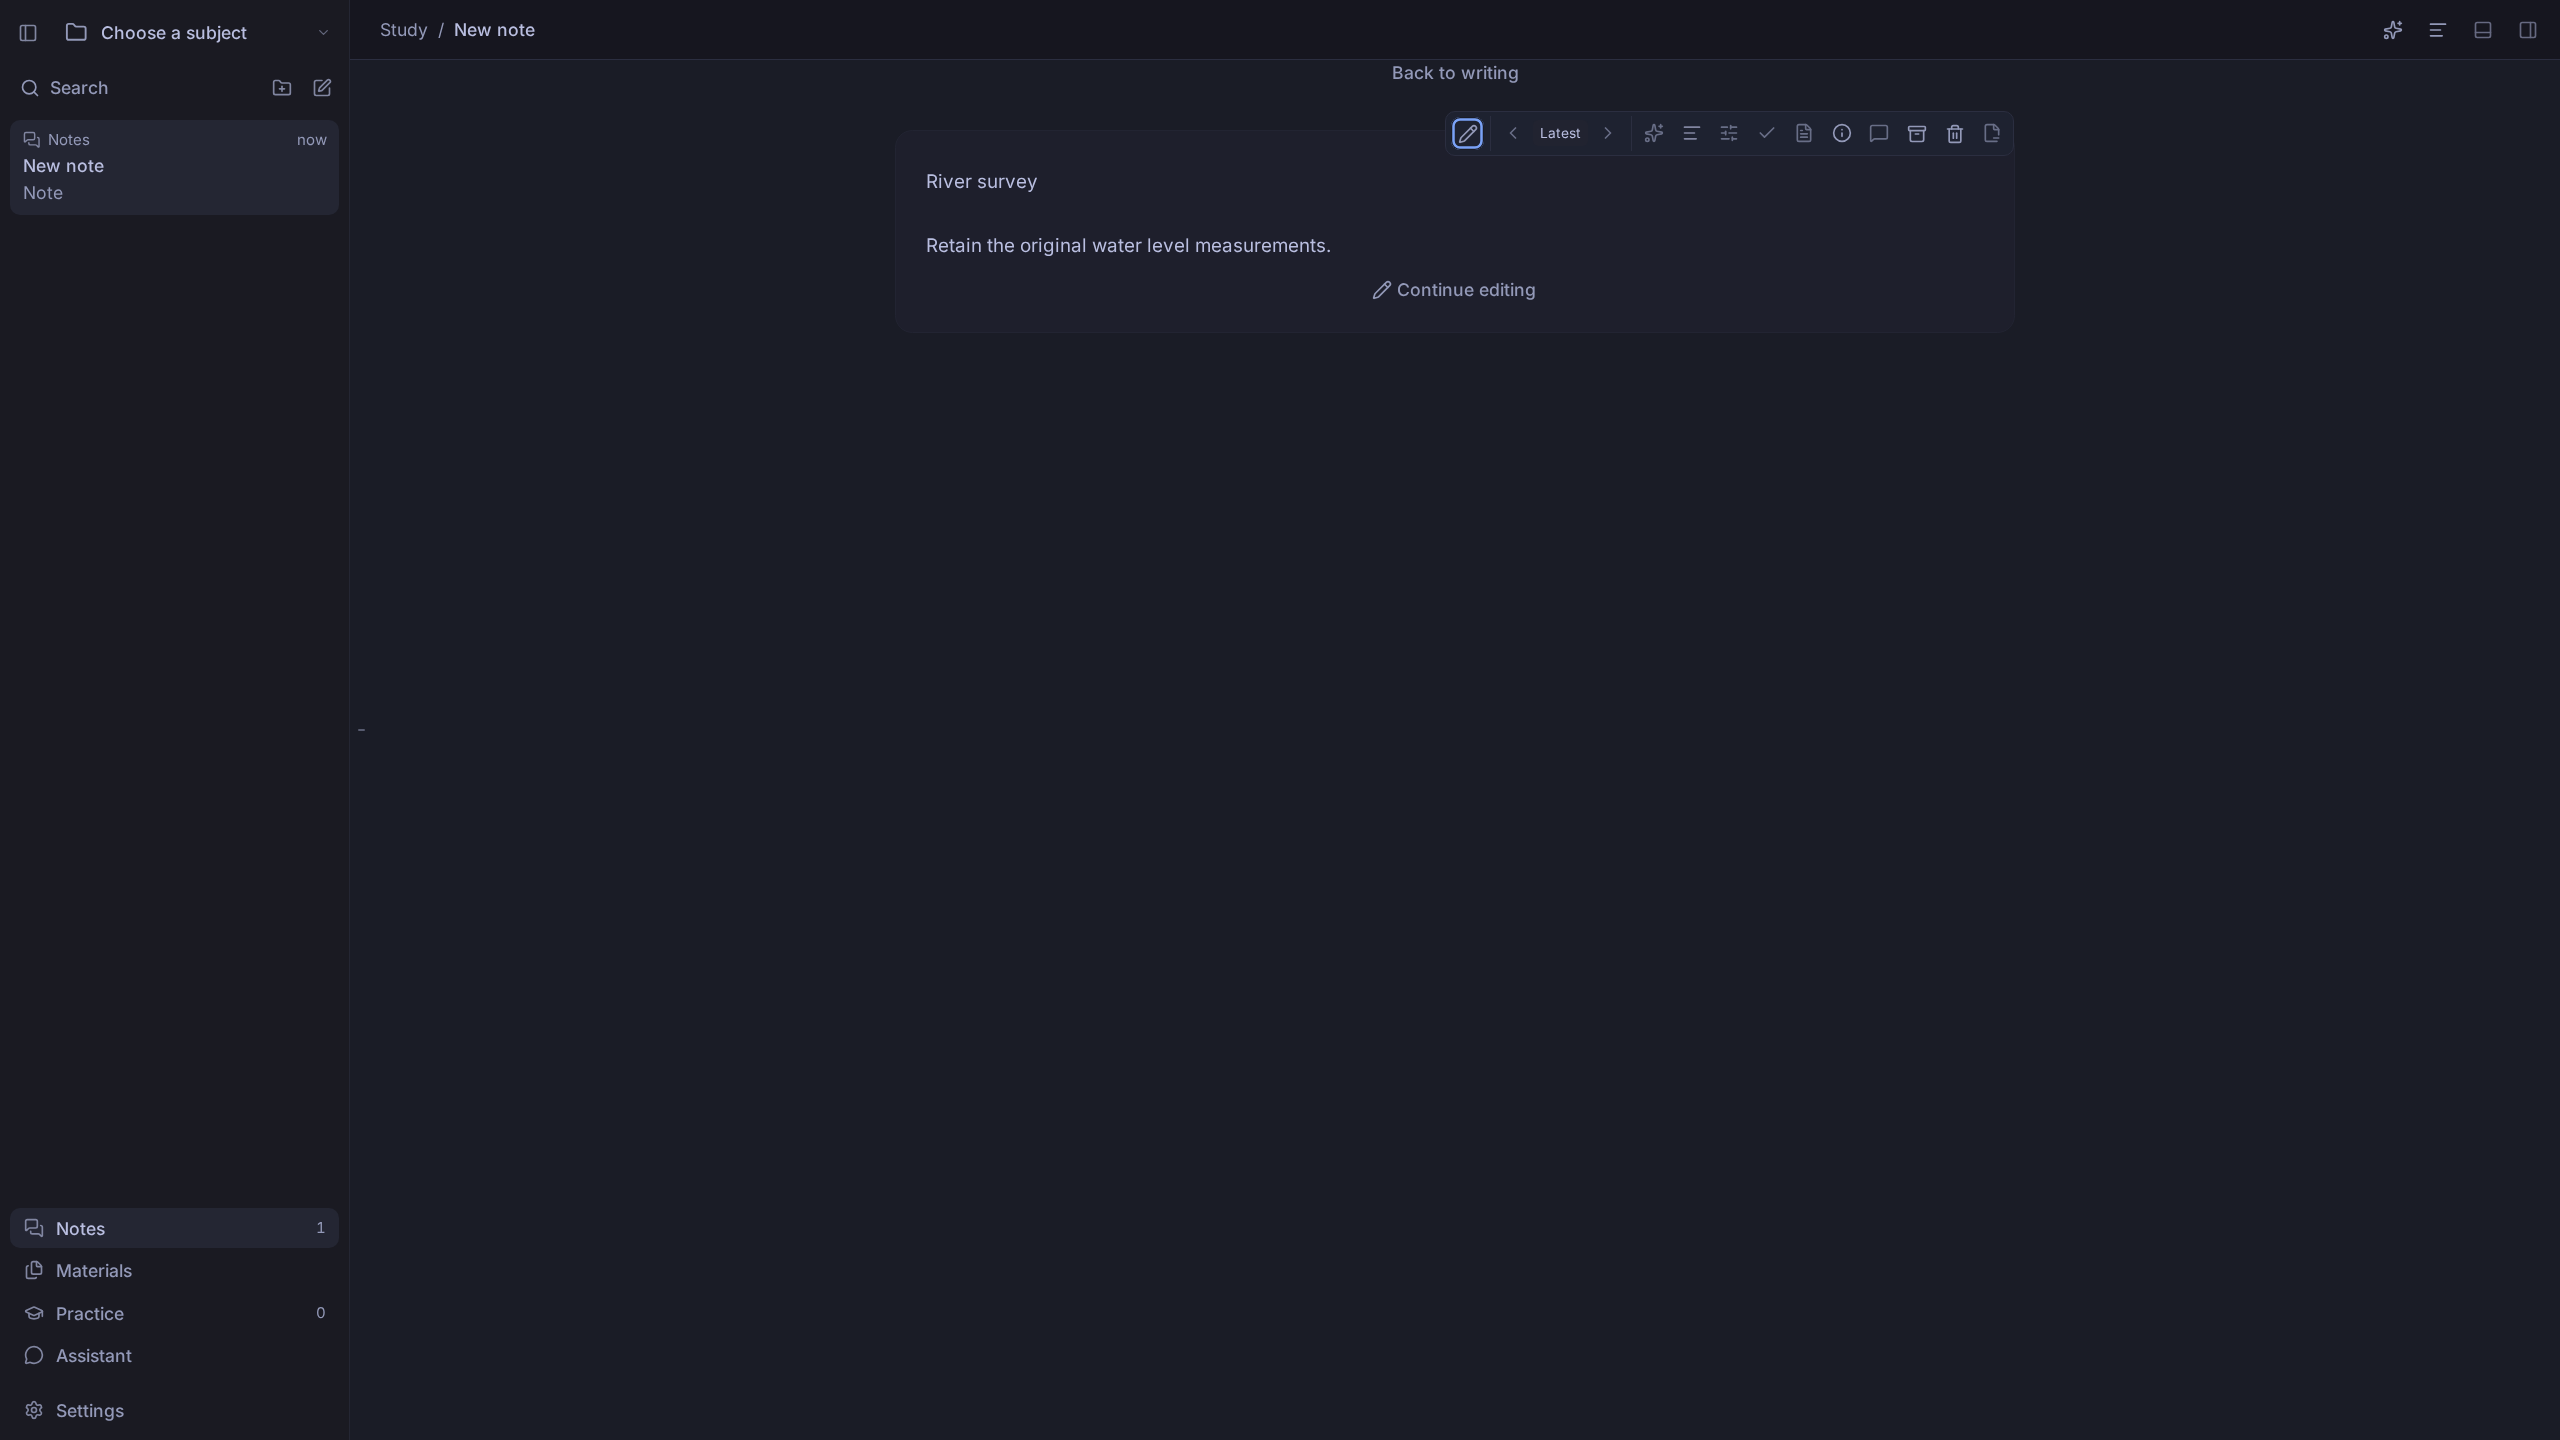 Choose a subject
Search
Notes now
New note
Note
Notes 1
Materials
Practice 0
Assistant
Settings
Study / New note
Back to writing
Latest
River survey
Retain the original water level measurements.
Continue editing